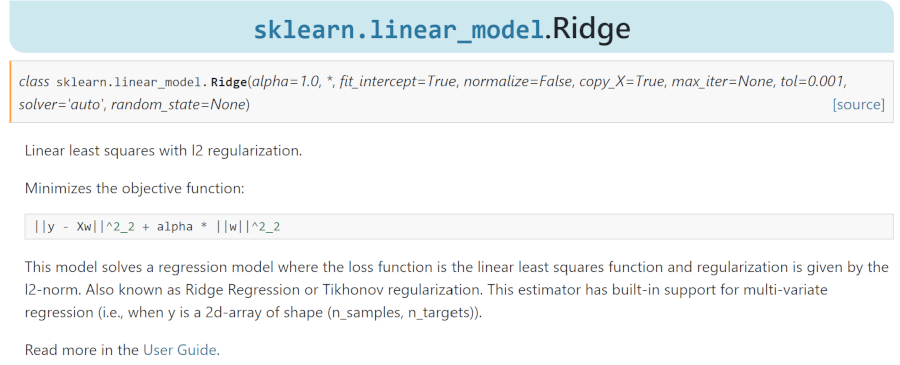 sklearn.linear_model.Ridge
class sklearn.linear_model.Ridge(alpha=1.0, *, fit_intercept=True, normalize=False, copy_X=True, max_iter=None, tol=0.001,
solver='auto', random_state=None) [source]
Linear least squares with l2 regularization.
Minimizes the objective function:
||y - Xw||^2_2 + alpha * ||w||^2_2
This model solves a regression model where the loss function is the linear least squares function and regularization is given by the
l2-norm. Also known as Ridge Regression or Tikhonov regularization. This estimator has built-in support for multi-variate
regression (i.e., when y is a 2d-array of shape (n_samples, n_targets)).
Read more in the User Guide.